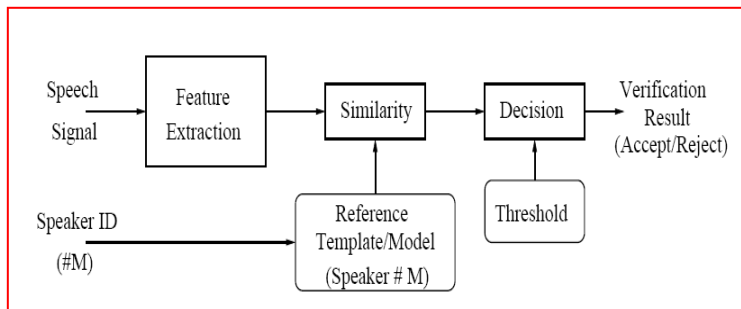 Speech
Signal
Feature
Extraction
Similarity
Decision
Verification
Result
(Accept/Reject)
Speaker ID
(#M)
Reference
Template/Model
(Speaker # M)
Threshold